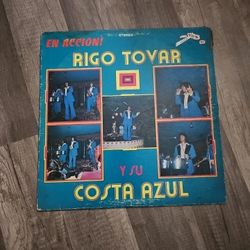 EN ACCION!
RIGO TOVAR
Y SU
COSTA AZUL